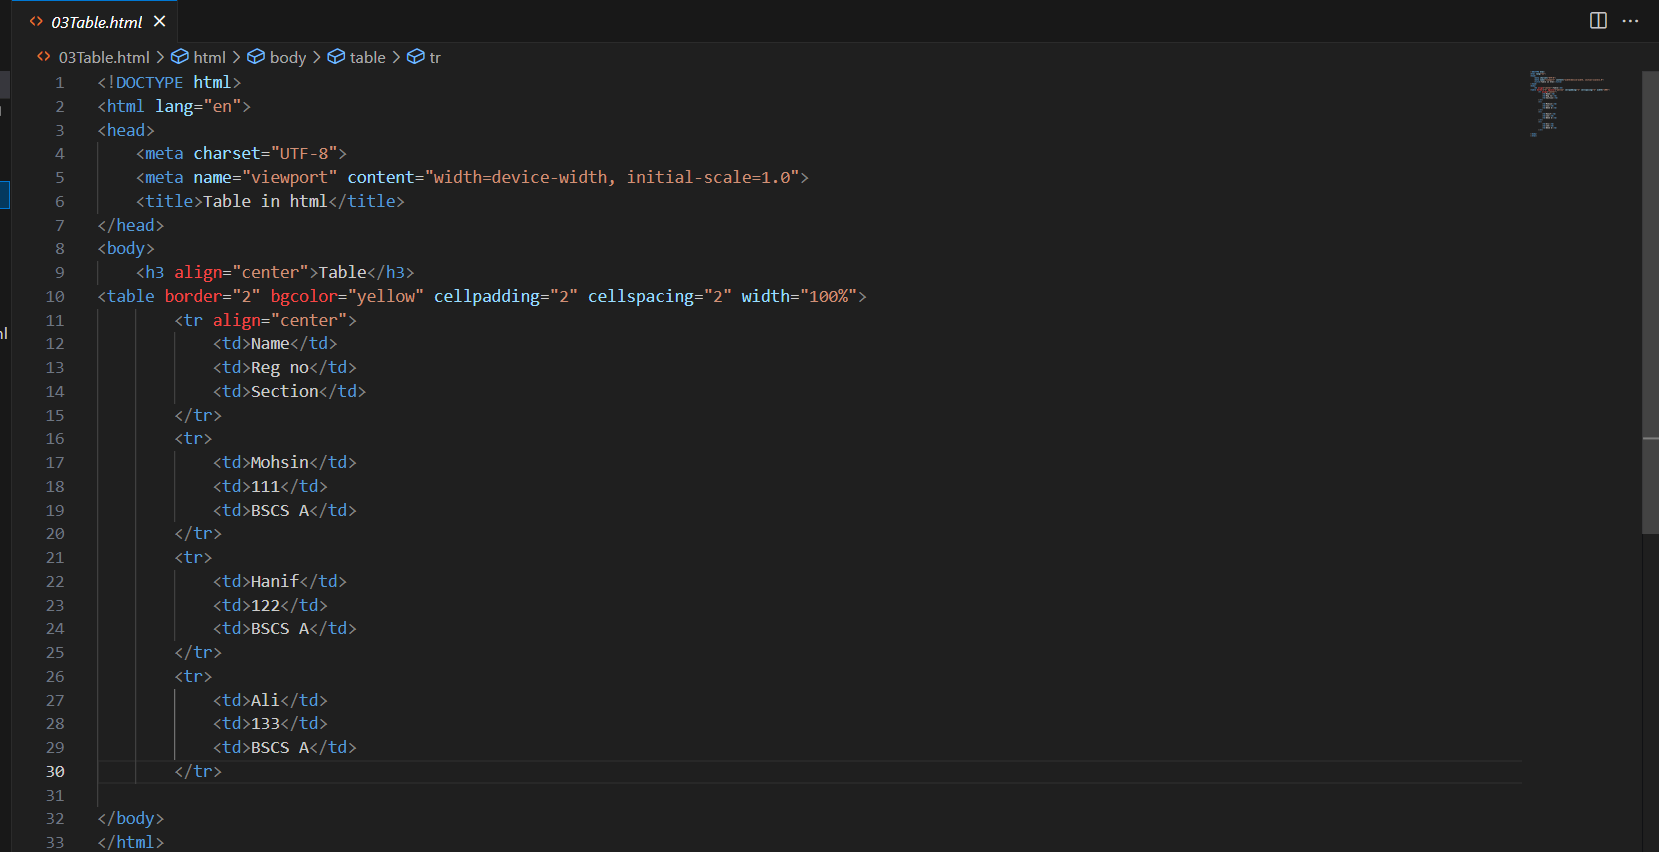 03Table.html
03Table.html > html > body > table > tr
1 <!DOCTYPE html>
2 <html lang="en">
3 <head>
4     <meta charset="UTF-8">
5     <meta name="viewport" content="width=device-width, initial-scale=1.0">
6     <title>Table in html</title>
7 </head>
8 <body>
9     <h3 align="center">Table</h3>
10 <table border="2" bgcolor="yellow" cellpadding="2" cellspacing="2" width="100%">
11         <tr align="center">
12             <td>Name</td>
13             <td>Reg no</td>
14             <td>Section</td>
15         </tr>
16         <tr>
17             <td>Mohsin</td>
18             <td>111</td>
19             <td>BSCS A</td>
20         </tr>
21         <tr>
22             <td>Hanif</td>
23             <td>122</td>
24             <td>BSCS A</td>
25         </tr>
26         <tr>
27             <td>Ali</td>
28             <td>133</td>
29             <td>BSCS A</td>
30         </tr>
31
32 </body>
33 </html>